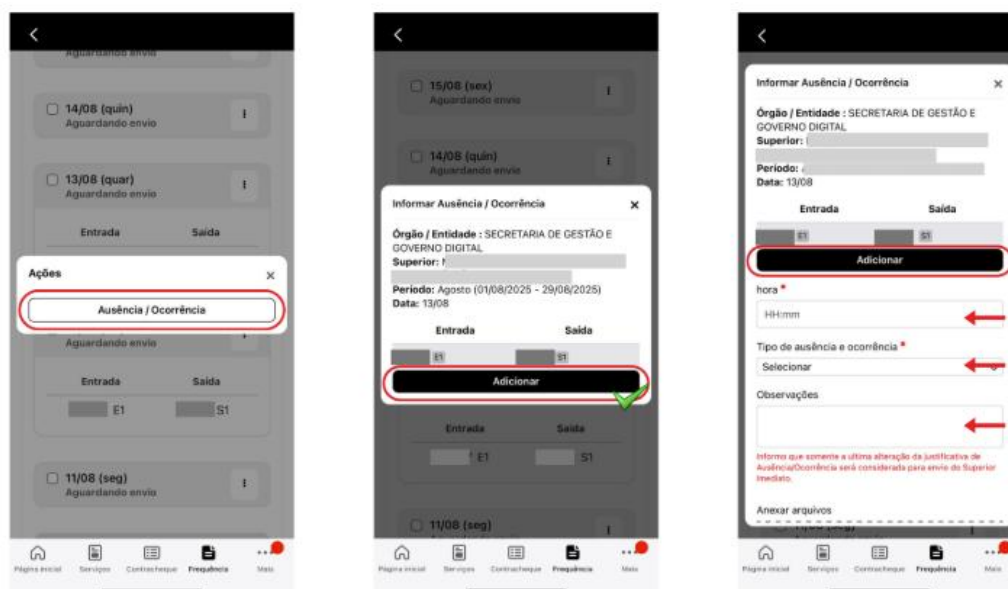 Aguardando envio
14/08 (quin)
Aguardando envio
13/08 (quar)
Aguardando envio
Entrada Saída
Ações
Ausência / Ocorrência
Aguardando envio
Entrada Saída
E1 S1
11/08 (seg)
Aguardando envio
Página inicial Serviços Contracheque Frequência Mais
15/08 (sex)
Aguardando envio
14/08 (quin)
Aguardando envio
Informar Ausência / Ocorrência
Órgão / Entidade : SECRETARIA DE GESTÃO E
GOVERNO DIGITAL
Superior:
Período: Agosto (01/08/2025 - 29/08/2025)
Data: 13/08
Entrada Saída
E1 S1
Adicionar
Entrada Saída
E1 S1
11/08 (seg)
Página inicial Serviços Contracheque Frequência Mais
Informar Ausência / Ocorrência
Órgão / Entidade : SECRETARIA DE GESTÃO E
GOVERNO DIGITAL
Superior:
Período:
Data: 13/08
Entrada Saída
E1 S1
Adicionar
hora *
HH:mm
Tipo de ausência e ocorrência *
Selecionar
Observações
Informo que somente a ultima alteração da justificativa de
Ausência/Ocorrência será considerada para envio do Superior
Imediato.
Anexar arquivos
Página inicial Serviços Contracheque Frequência Mais